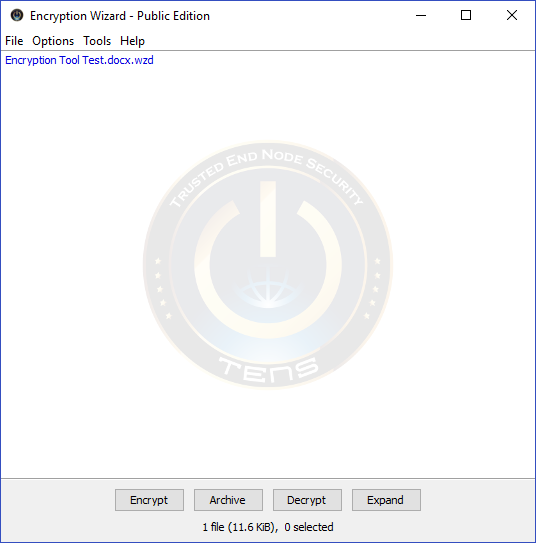 Encryption Wizard - Public Edition
File Options Tools Help
Encryption Tool Test.docx.wzd
TRUSTED END NODE SECURITY
TENS
Encrypt Archive Decrypt Expand
1 file (11.6 KiB), 0 selected